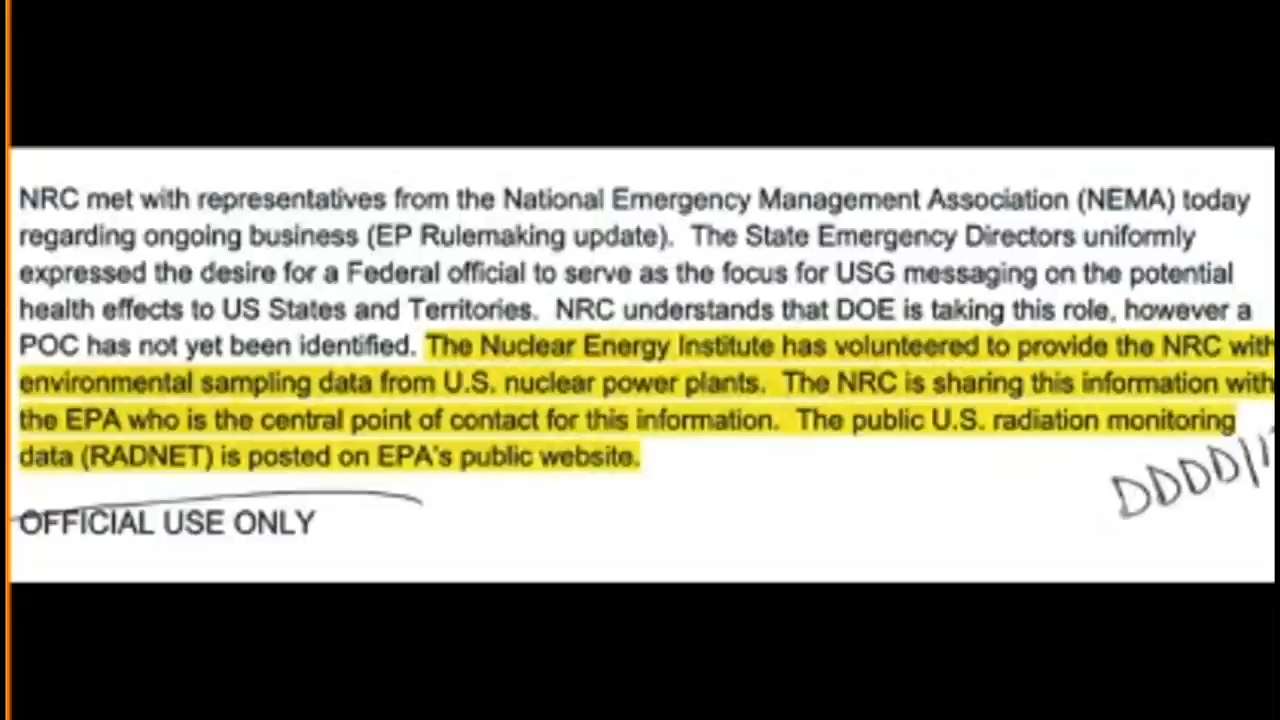 NRC met with representatives from the National Emergency Management Association (NEMA) today
regarding ongoing business (EP Rulemaking update). The State Emergency Directors uniformly
expressed the desire for a Federal official to serve as the focus for USG messaging on the potential
health effects to US States and Territories. NRC understands that DOE is taking this role, however a
POC has not yet been identified. The Nuclear Energy Institute has volunteered to provide the NRC with
environmental sampling data from U.S. nuclear power plants. The NRC is sharing this information with
the EPA who is the central point of contact for this information. The public U.S. radiation monitoring
data (RADNET) is posted on EPA's public website.
OFFICIAL USE ONLY